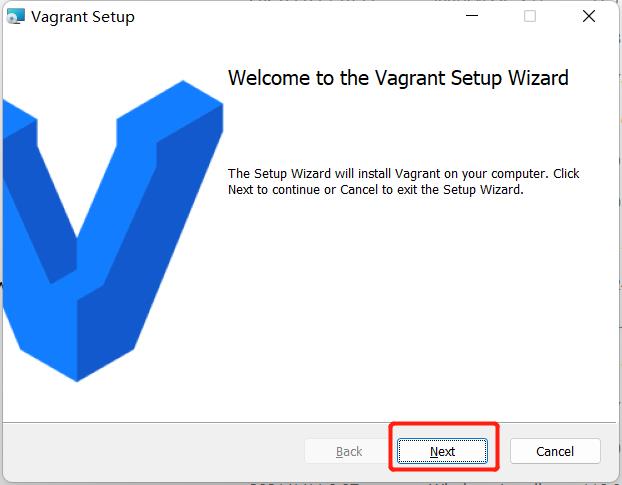 Vagrant Setup
Welcome to the Vagrant Setup Wizard
The Setup Wizard will install Vagrant on your computer. Click
Next to continue or Cancel to exit the Setup Wizard.
Back
Next
Cancel